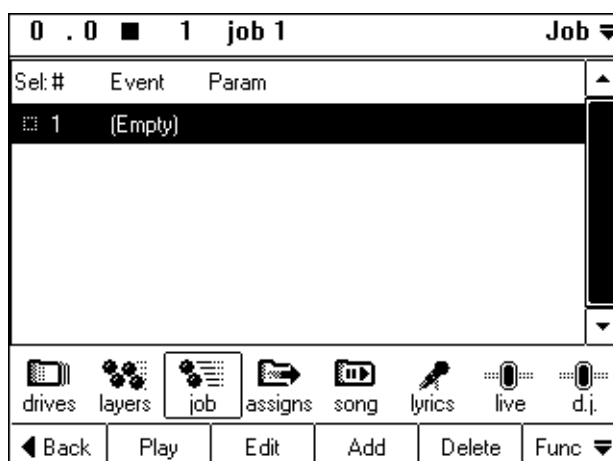 0 .0 ■ 1 job 1 Job
Sel: # Event Param
1 (Empty)
drives layers job assigns song lyrics live d.j.
Back Play Edit Add Delete Func